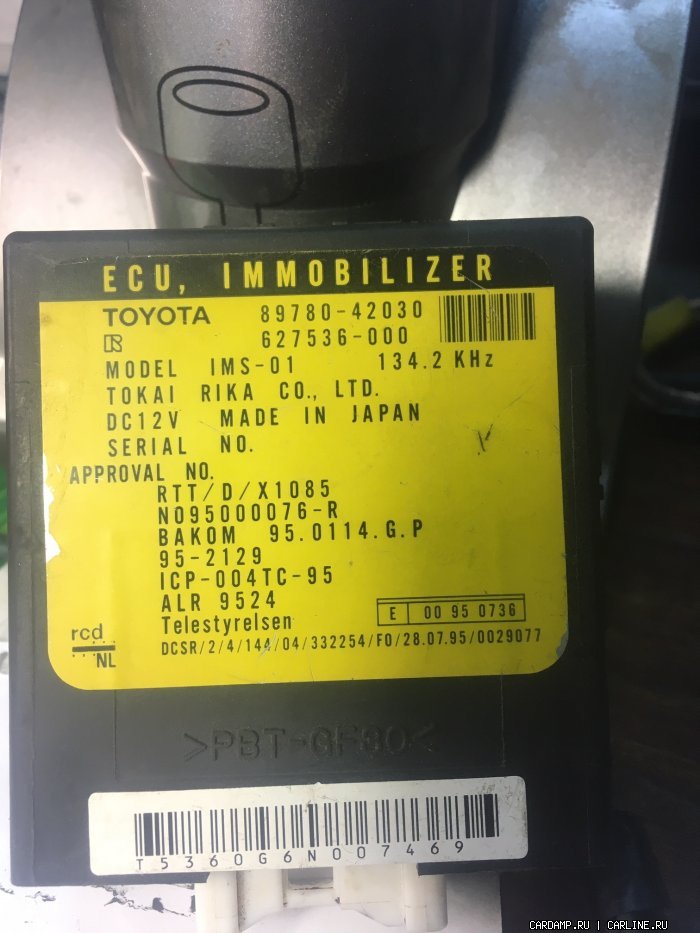 ECU, IMMOBILIZER
TOYOTA 89780-42030
627536-000
MODEL IMS-01 134.2 KHz
TOKAI RIKA CO., LTD.
DC12V MADE IN JAPAN
SERIAL NO.
APPROVAL NO.
RTT/D/X1085
NO95000076-R
BAKOM 95.0114.G.P
95-2129
ICP-004TC-95
ALR 9524
Telestyrelsen
E 00 95 0736
DCSR/2/4/144/04/332254/FO/28.07.95/0029077
rcd
NL
>PBT-GF30<
T5360G6N007469
CARDAMP.RU | CARLINE.RU